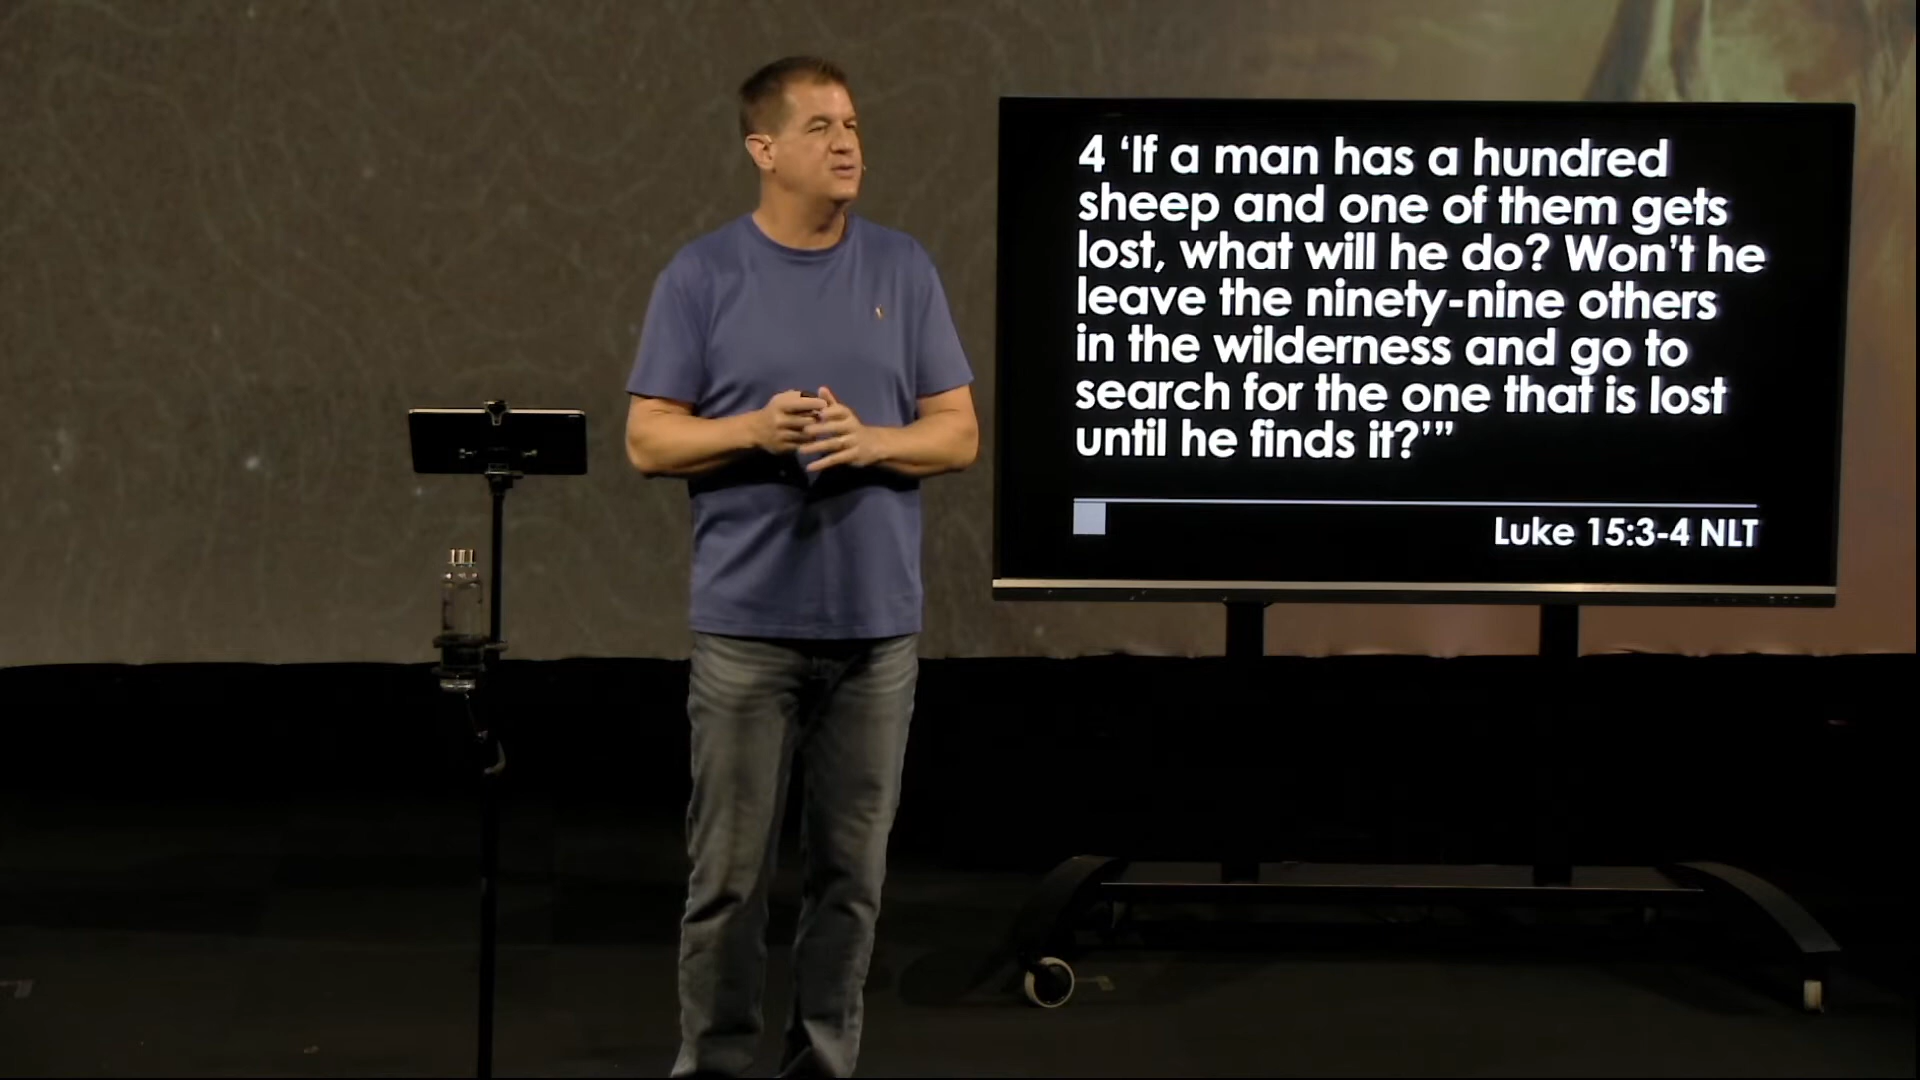 4 ‘If a man has a hundred
sheep and one of them gets
lost, what will he do? Won’t he
leave the ninety-nine others
in the wilderness and go to
search for the one that is lost
until he finds it?’”
Luke 15:3-4 NLT